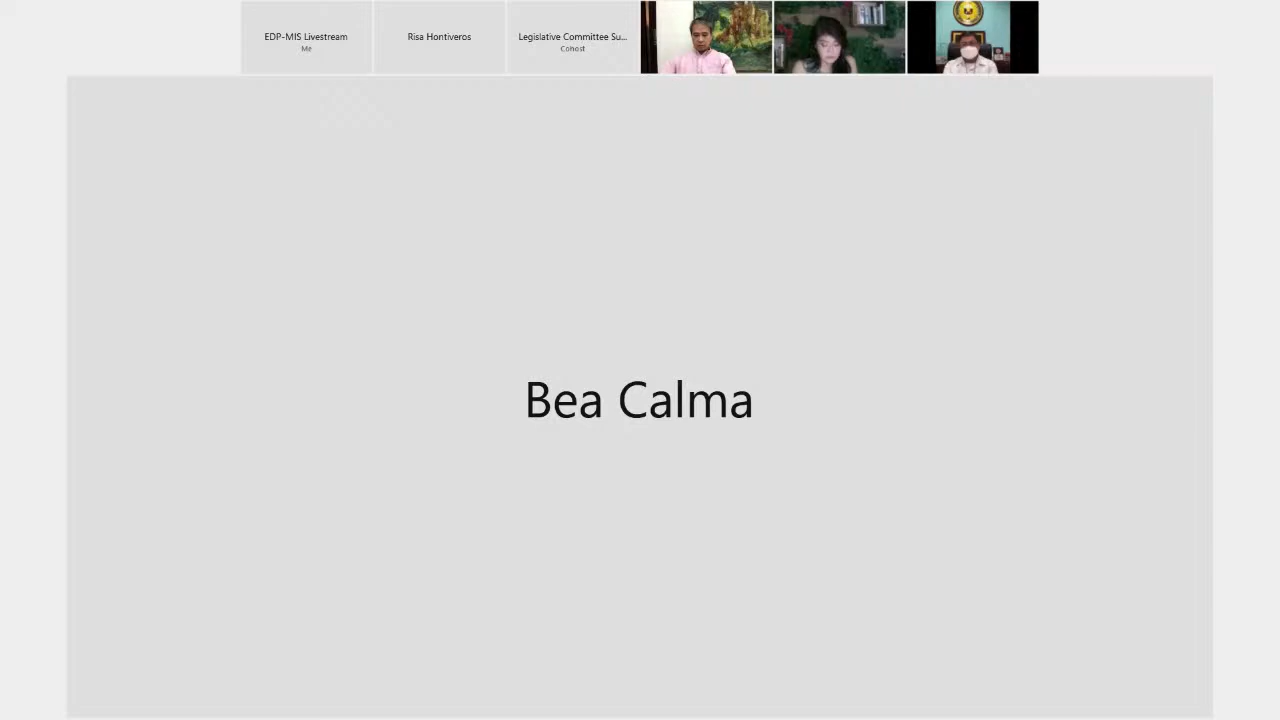 EDP-MIS Livestream
Me
Risa Hontiveros
Legislative Committee Su...
Cohost
Bea Calma